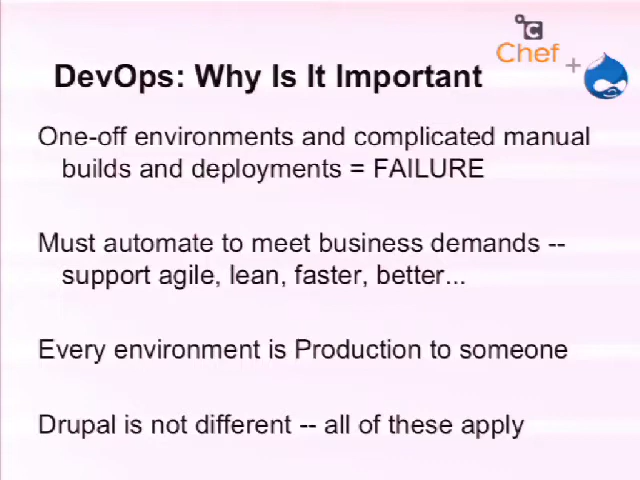 Chef
+
DevOps: Why Is It Important
One-off environments and complicated manual
builds and deployments = FAILURE
Must automate to meet business demands --
support agile, lean, faster, better...
Every environment is Production to someone
Drupal is not different -- all of these apply